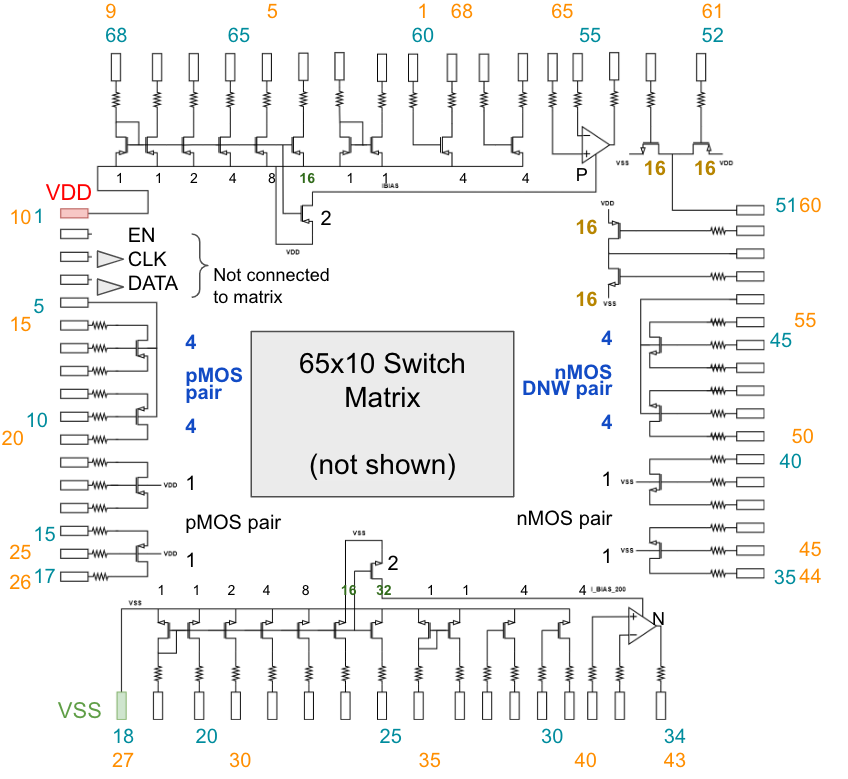 9 5 1 68 65 61
68 65 60 55 52
P
VSS 16 16 VDD
1 1 2 4 8 16 1 1 4 4
IBIAS
VDD
10 1
2
VDD
51 60
VDD
16
16
VSS
EN
CLK
DATA
Not connected
to matrix
5
15
4
pMOS
pair
4
10
20
1
VDD
pMOS pair
15
1
VDD
25
26 17
65x10 Switch
Matrix
(not shown)
55
4
45
nMOS
DNW pair
4
50
40
1
VSS
nMOS pair
1
VSS
45
35 44
VSS
2
1 1 2 4 8 16 32 1 1 4 4
I_BIAS_200
VSS
N
VSS
18 20 25 30 34
27 30 35 40 43